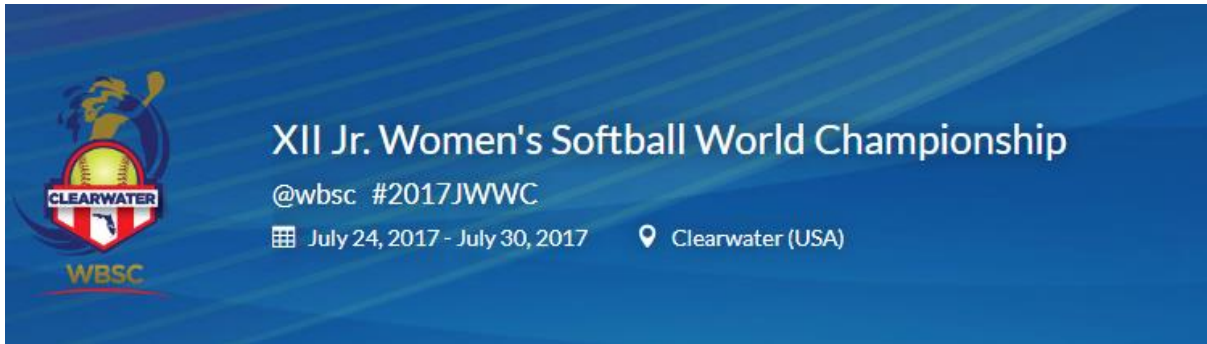 XII Jr. Women's Softball World Championship
@wbsc #2017JWWC
July 24, 2017 - July 30, 2017 Clearwater (USA)
CLEARWATER
WBSC